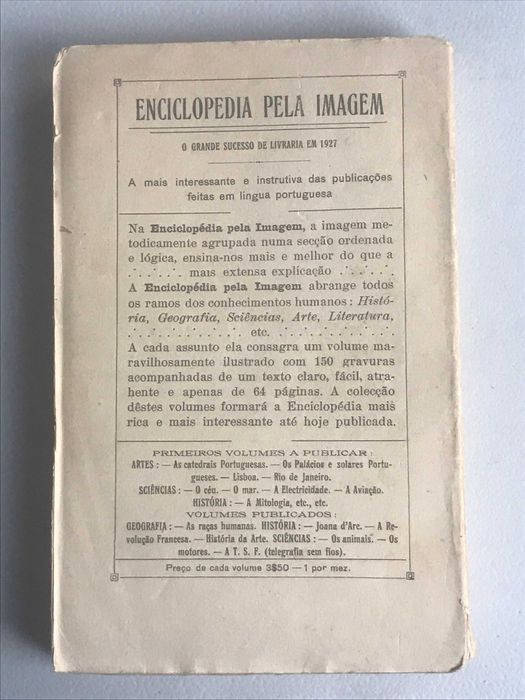 ENCICLOPEDIA PELA IMAGEM
O GRANDE SUCESSO DE LIVRARIA EM 1927
A mais interessante e instrutiva das publicações
feitas em lingua portuguesa
Na Enciclopédia pela Imagem, a imagem me-
todicamente agrupada numa secção ordenada
e lógica, ensina-nos mais e melhor do que a
mais extensa explicação
A Enciclopédia pela Imagem abrange todos
os ramos dos conhecimentos humanos: Histó-
ria, Geografia, Sciências, Arte, Literatura,
etc.
A cada assunto ela consagra um volume ma-
ravilhosamente ilustrado com 150 gravuras
acompanhadas de um texto claro, fácil, atra-
hente e apenas de 64 páginas. A colecção
dêstes volumes formará a Enciclopédia mais
rica e mais interessante até hoje publicada.
PRIMEIROS VOLUMES A PUBLICAR:
ARTES: — As catedrais Portuguesas. — Os Palácios e solares Portu-
gueses. — Lisboa. — Rio de Janeiro.
SCIÊNCIAS: — O céu. — O mar. — A Electricidade. — A Aviação.
HISTÓRIA: — A Mitologia, etc., etc.
VOLUMES PUBLICADOS:
GEOGRAFIA: — As raças humanas. HISTÓRIA: — Joana d'Arc. — A Re-
volução Francesa. — História da Arte. SCIÊNCIAS: — Os animais. — Os
motores. — A T. S. F. (telegrafia sem fios).
Preço de cada volume 3$50 — 1 por mez.